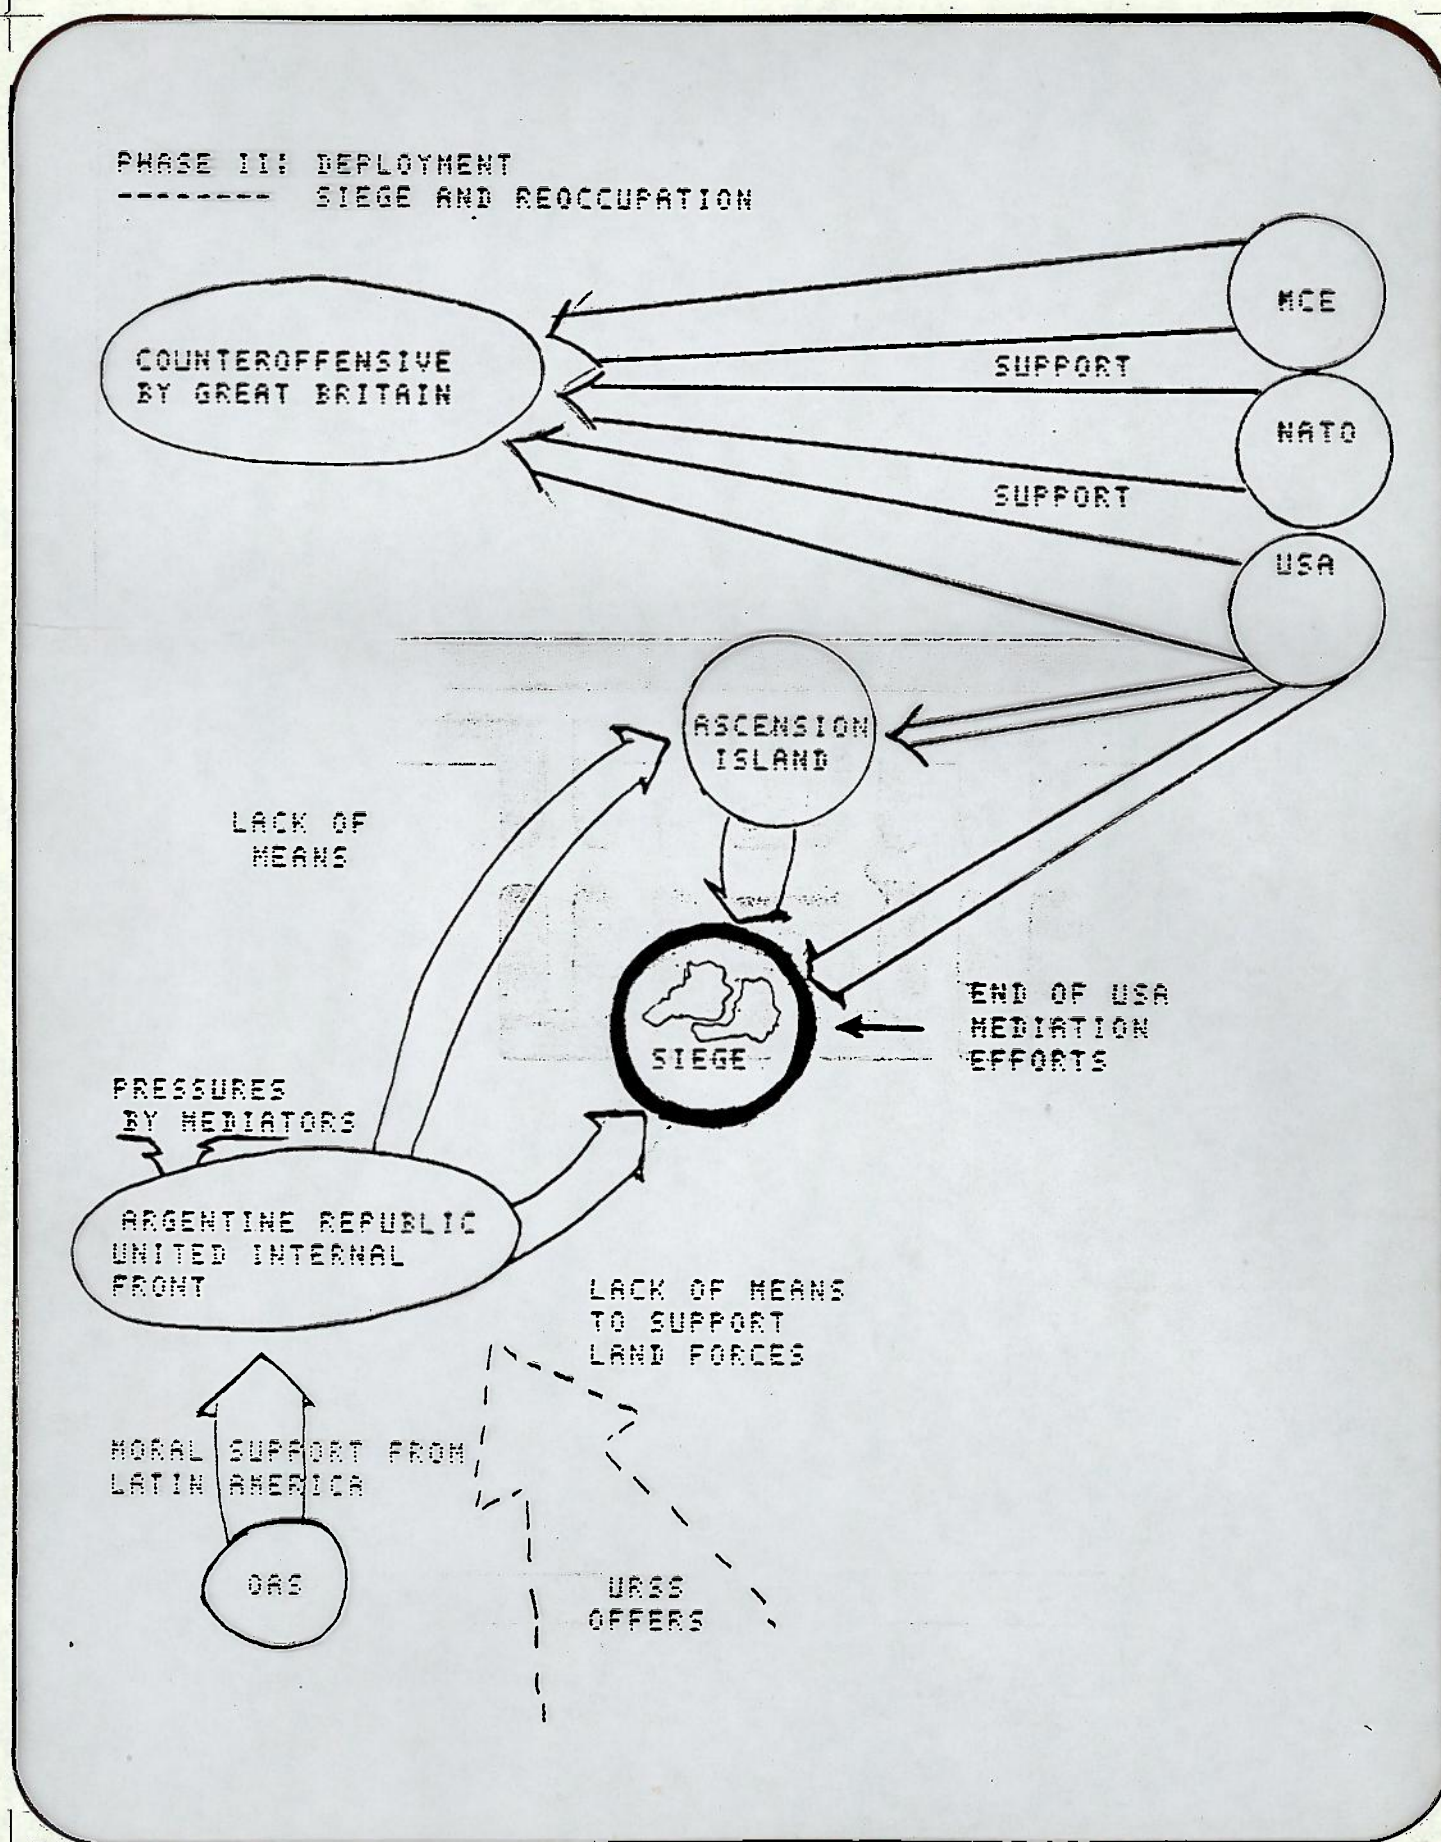 PHASE II: DEPLOYMENT
-------- SIEGE AND REOCCUPATION
MCE
COUNTEROFFENSIVE
BY GREAT BRITAIN
SUPPORT
NATO
SUPPORT
USA
ASCENSION
ISLAND
LACK OF
MEANS
END OF USA
MEDIATION
EFFORTS
SIEGE
PRESSURES
BY MEDIATORS
ARGENTINE REPUBLIC
UNITED INTERNAL
FRONT
LACK OF MEANS
TO SUPPORT
LAND FORCES
MORAL SUPPORT FROM
LATIN AMERICA
OAS
URSS
OFFERS